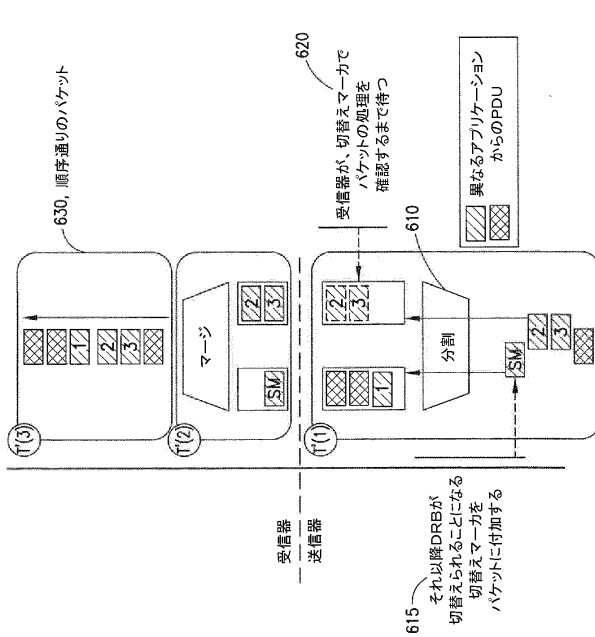 630, 順序通りのパケット
T'(3)
1
2
3
T'(2)
マージ
SM
2
3
受信器
送信器
T'(1)
1
2
3
620
受信器が、切替えマーカで
パケットの処理を
確認するまで待つ
610
分割
SM
2
3
615
それ以降DRBが
切替えられることになる
切替えマーカを
パケットに付加する
異なるアプリケーション
からのPDU